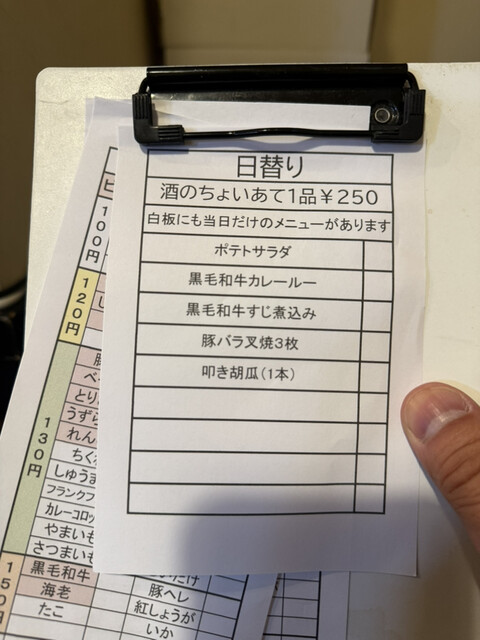 日替り
酒のちょいあて1品￥250
白板にも当日だけのメニューがあります
ポテトサラダ
黒毛和牛カレールー
黒毛和牛すじ煮込み
豚バラ叉焼3枚
叩き胡瓜(1本)
100円
120円
130円
とり
うずら
れん
ちく
しゅうま
フランクフ
カレーコロッ
やまいも
さつまいも
150円
黒毛和牛
海老
たこ
豚ヘレ
紅しょうが
いか